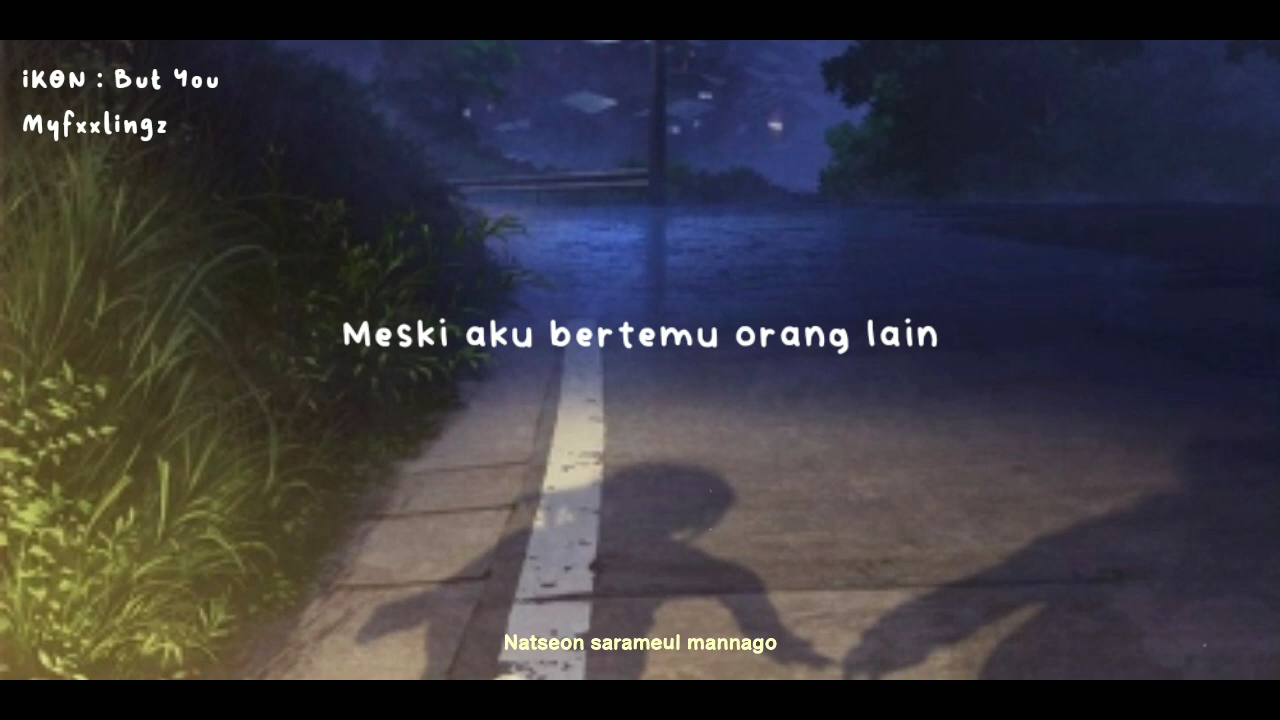 iKON : But You
Myfxxlingz
Meski aku bertemu orang lain
Natseon sarameul mannago